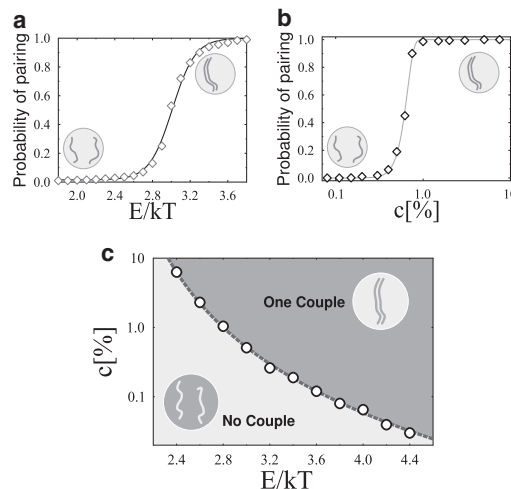 a
Probability of pairing
1.0
0.8
0.6
0.4
0.2
0.0
2.0 2.4 2.8 3.2 3.6
E/kT
b
Probability of pairing
1.0
0.8
0.6
0.4
0.2
0.0
0.1 1.0 10
c[%]
c
c[%]
10
1.0
0.1
One Couple
No Couple
2.4 2.8 3.2 3.6 4.0 4.4
E/kT